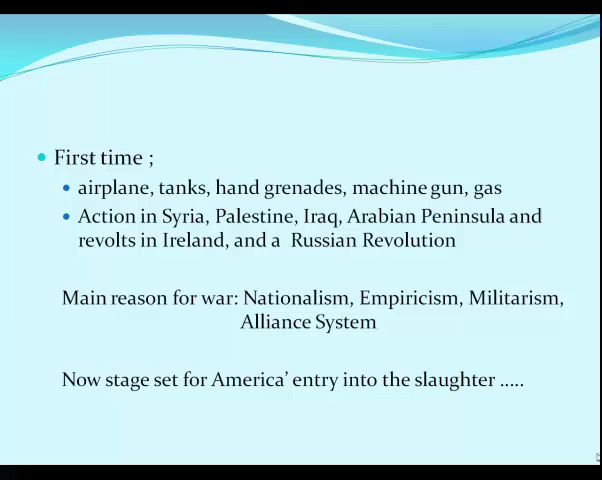 First time ;
airplane, tanks, hand grenades, machine gun, gas
Action in Syria, Palestine, Iraq, Arabian Peninsula and
revolts in Ireland, and a Russian Revolution
Main reason for war: Nationalism, Empiricism, Militarism,
Alliance System
Now stage set for America’ entry into the slaughter .....